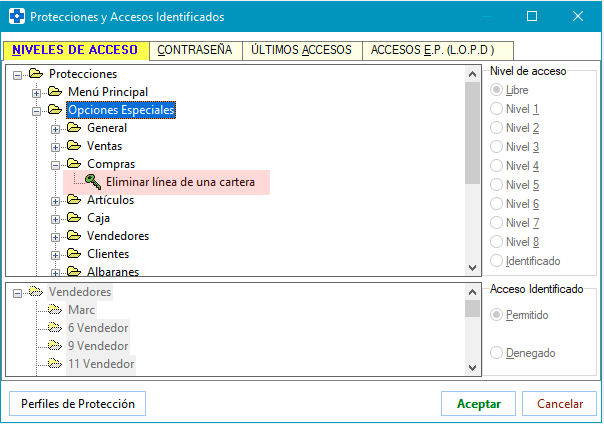 Protecciones y Accesos Identificados
NIVELES DE ACCESO CONTRASEÑA ÚLTIMOS ACCESOS ACCESOS E.P. (L.O.P.D )
Protecciones
Menú Principal
Opciones Especiales
General
Ventas
Compras
Eliminar línea de una cartera
Artículos
Caja
Vendedores
Clientes
Albaranes
Nivel de acceso
Libre
Nivel 1
Nivel 2
Nivel 3
Nivel 4
Nivel 5
Nivel 6
Nivel 7
Nivel 8
Identificado
Vendedores
Marc
6 Vendedor
9 Vendedor
11 Vendedor
Acceso Identificado
Permitido
Denegado
Perfiles de Protección Aceptar Cancelar